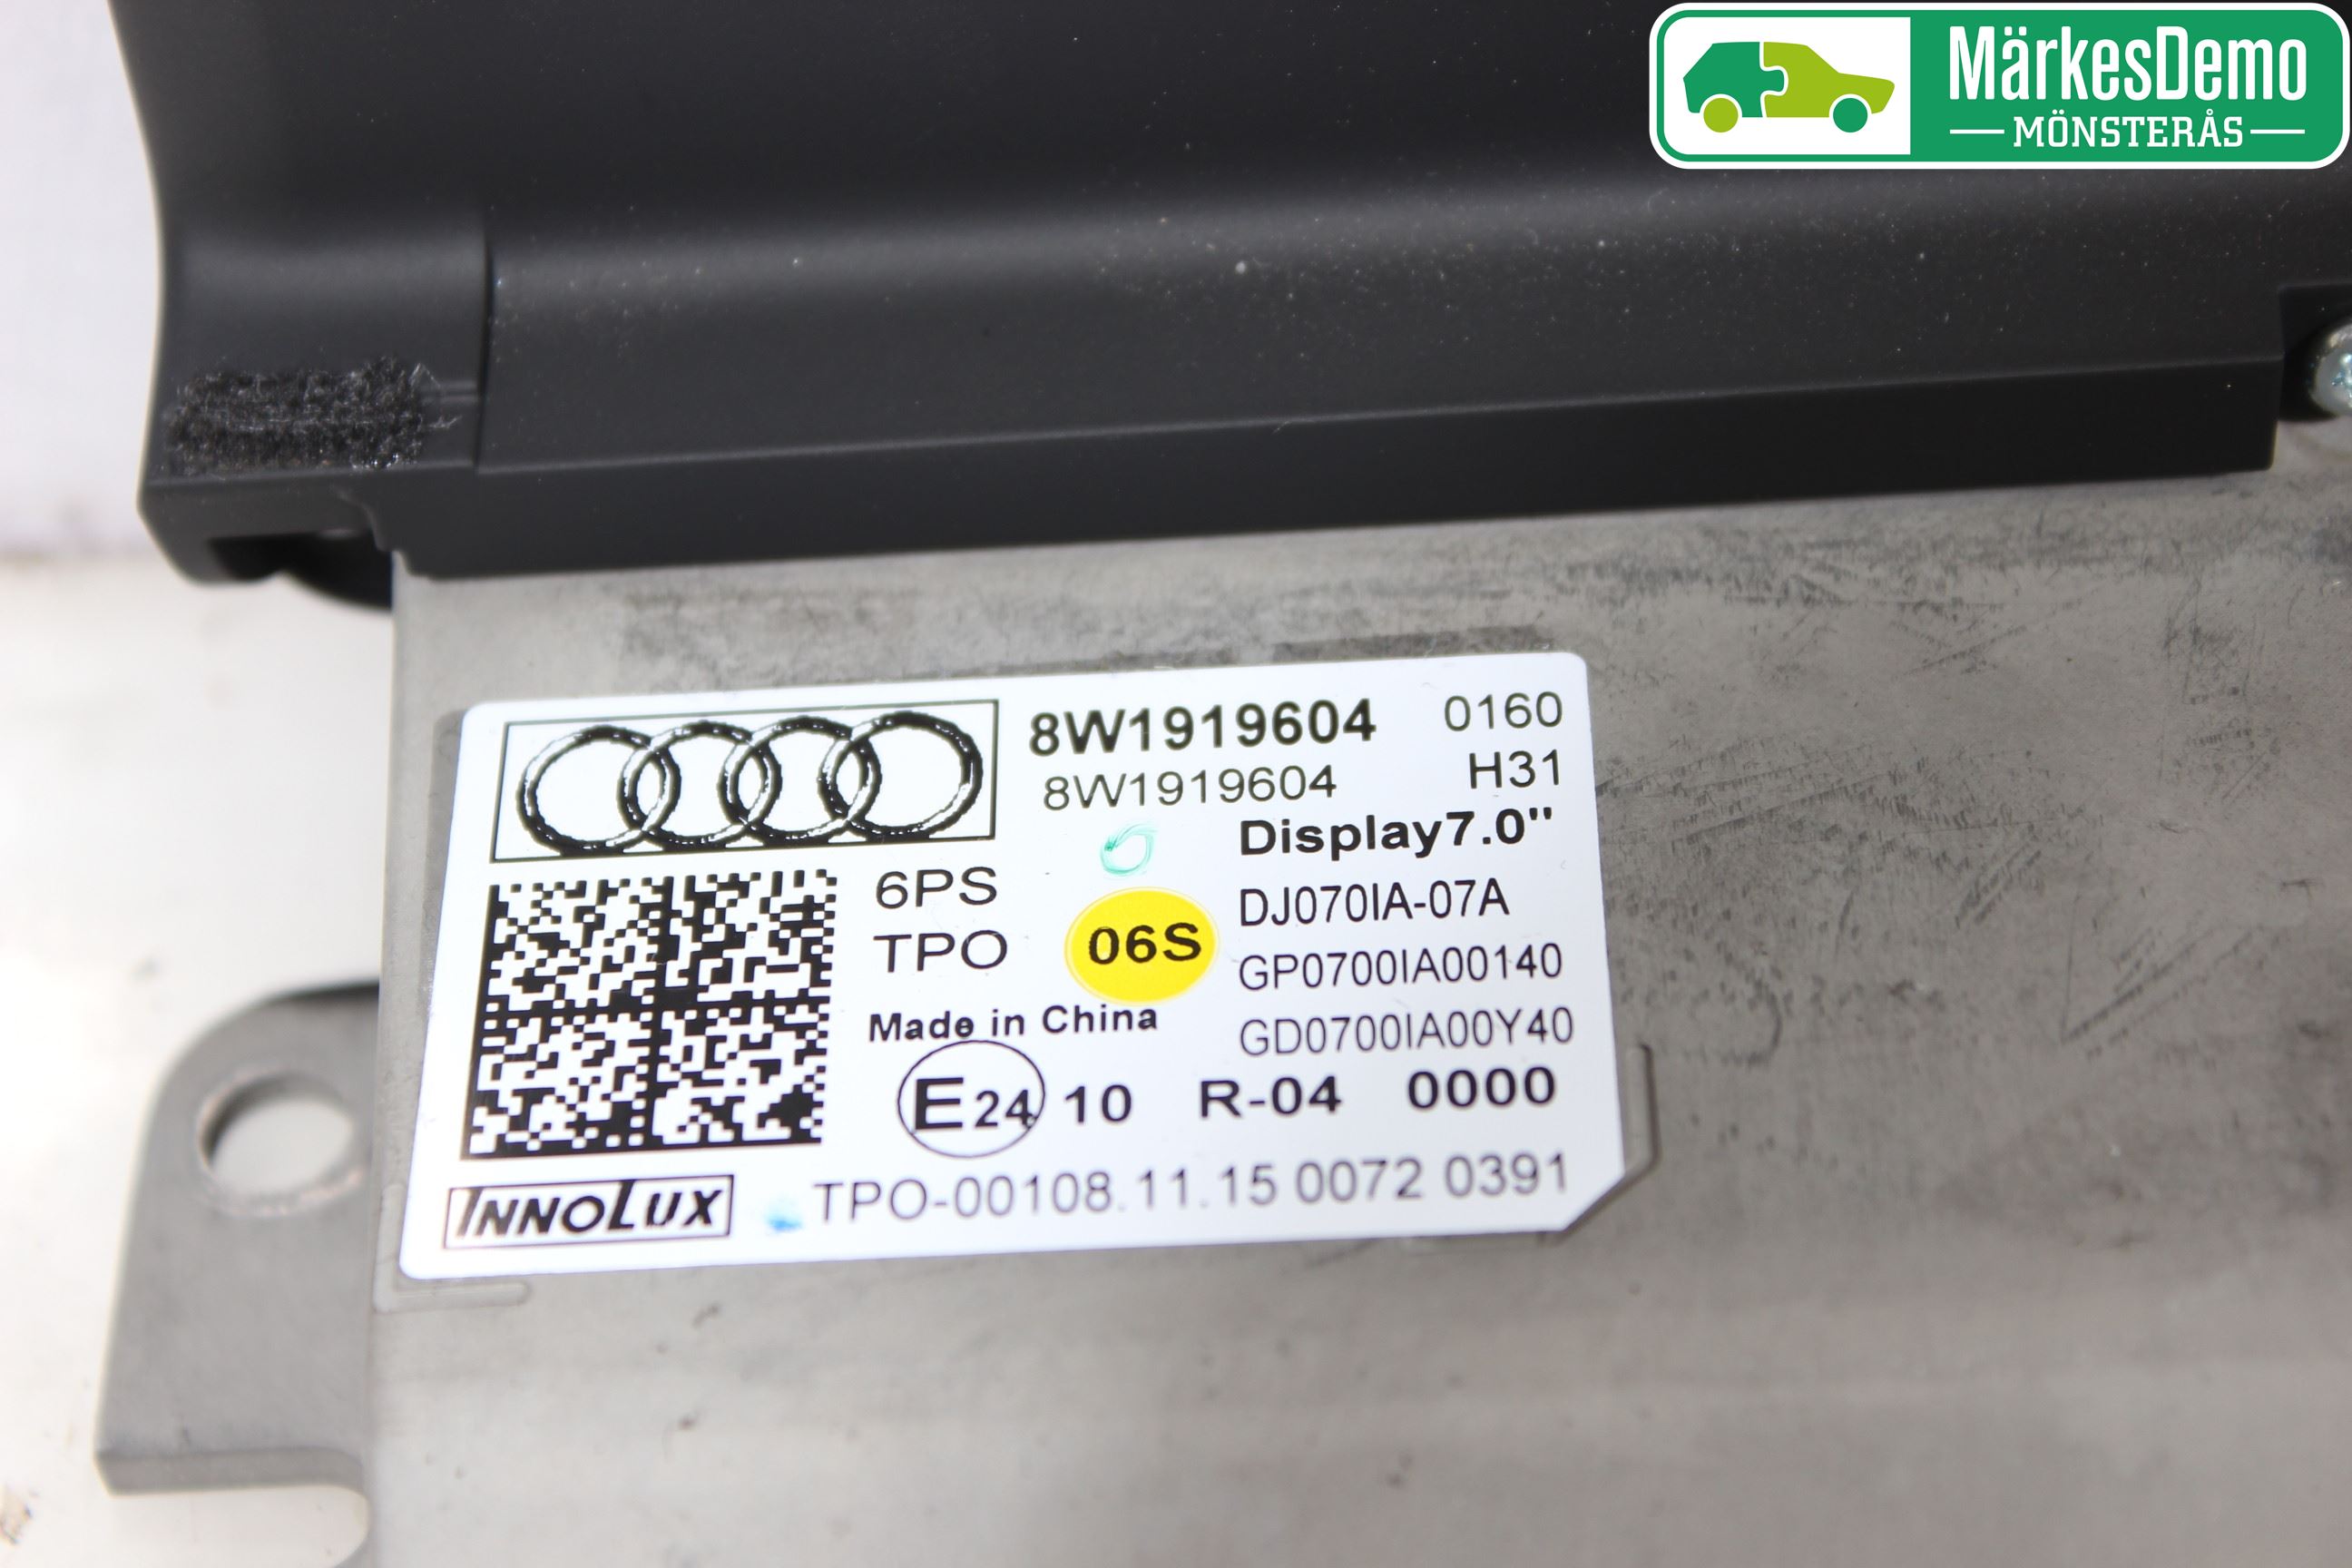 MärkesDemo
MÖNSTERÅS
8W1919604 0160
8W1919604 H31
Display7.0"
6PS
DJ070IA-07A
TPO 06S
GP0700IA00140
Made in China
GD0700IA00Y40
E24 10 R-04 0000
INNOLUX TPO-00108.11.15 0072 0391